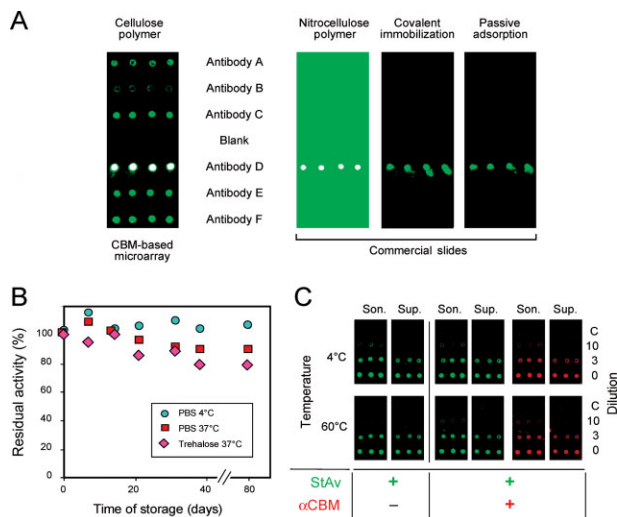 A
Cellulose
polymer
Nitrocellulose
polymer
Covalent
immobilization
Passive
adsorption
Antibody A
Antibody B
Antibody C
Blank
Antibody D
Antibody E
Antibody F
CBM-based
microarray
Commercial slides
B
Residual activity (%)
100
80
60
40
20
0
PBS 4°C
PBS 37°C
Trehalose 37°C
0 20 40 80
Time of storage (days)
C
Son. Sup. Son. Sup. Son. Sup.
Temperature
4°C
60°C
C
10
3
0
C
10
3
0
Dilution
StAv + +
αCBM − +